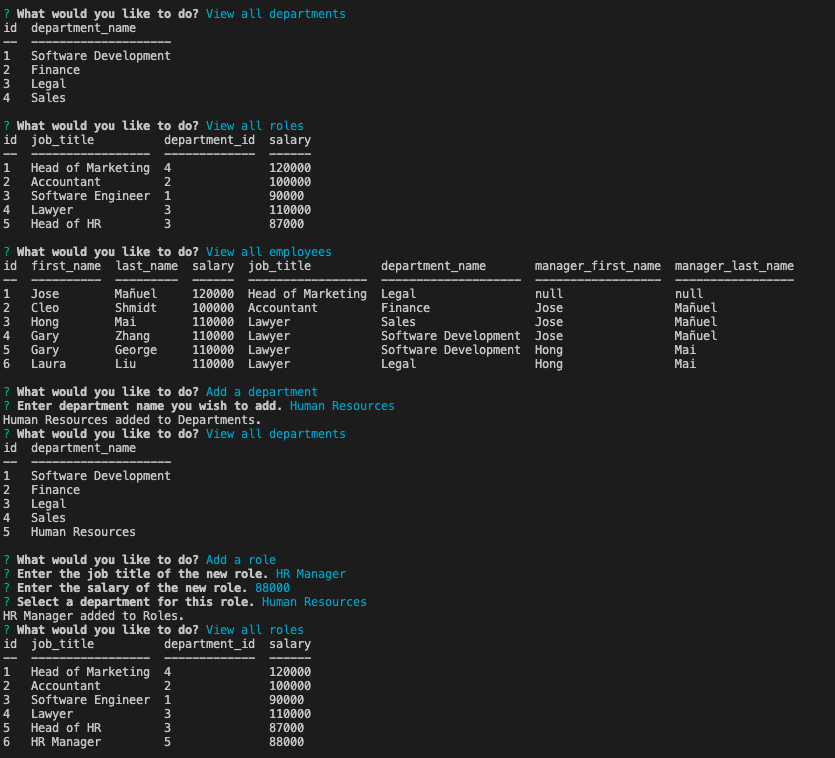 ? What would you like to do? View all departments
id  department_name
--  --------------------
1   Software Development
2   Finance
3   Legal
4   Sales

? What would you like to do? View all roles
id  job_title          department_id  salary
--  -----------------  -------------  ------
1   Head of Marketing  4              120000
2   Accountant         2              100000
3   Software Engineer  1              90000
4   Lawyer             3              110000
5   Head of HR         3              87000

? What would you like to do? View all employees
id  first_name  last_name  salary  job_title          department_name       manager_first_name  manager_last_name
--  ----------  ---------  ------  -----------------  --------------------  ------------------  -----------------
1   Jose        Mañuel     120000  Head of Marketing  Legal                 null                null
2   Cleo        Shmidt     100000  Accountant         Finance               Jose                Mañuel
3   Hong        Mai        110000  Lawyer             Sales                 Jose                Mañuel
4   Gary        Zhang      110000  Lawyer             Software Development  Jose                Mañuel
5   Gary        George     110000  Lawyer             Software Development  Hong                Mai
6   Laura       Liu        110000  Lawyer             Legal                 Hong                Mai

? What would you like to do? Add a department
? Enter department name you wish to add. Human Resources
Human Resources added to Departments.
? What would you like to do? View all departments
id  department_name
--  --------------------
1   Software Development
2   Finance
3   Legal
4   Sales
5   Human Resources

? What would you like to do? Add a role
? Enter the job title of the new role. HR Manager
? Enter the salary of the new role. 88000
? Select a department for this role. Human Resources
HR Manager added to Roles.
? What would you like to do? View all roles
id  job_title          department_id  salary
--  -----------------  -------------  ------
1   Head of Marketing  4              120000
2   Accountant         2              100000
3   Software Engineer  1              90000
4   Lawyer             3              110000
5   Head of HR         3              87000
6   HR Manager         5              88000